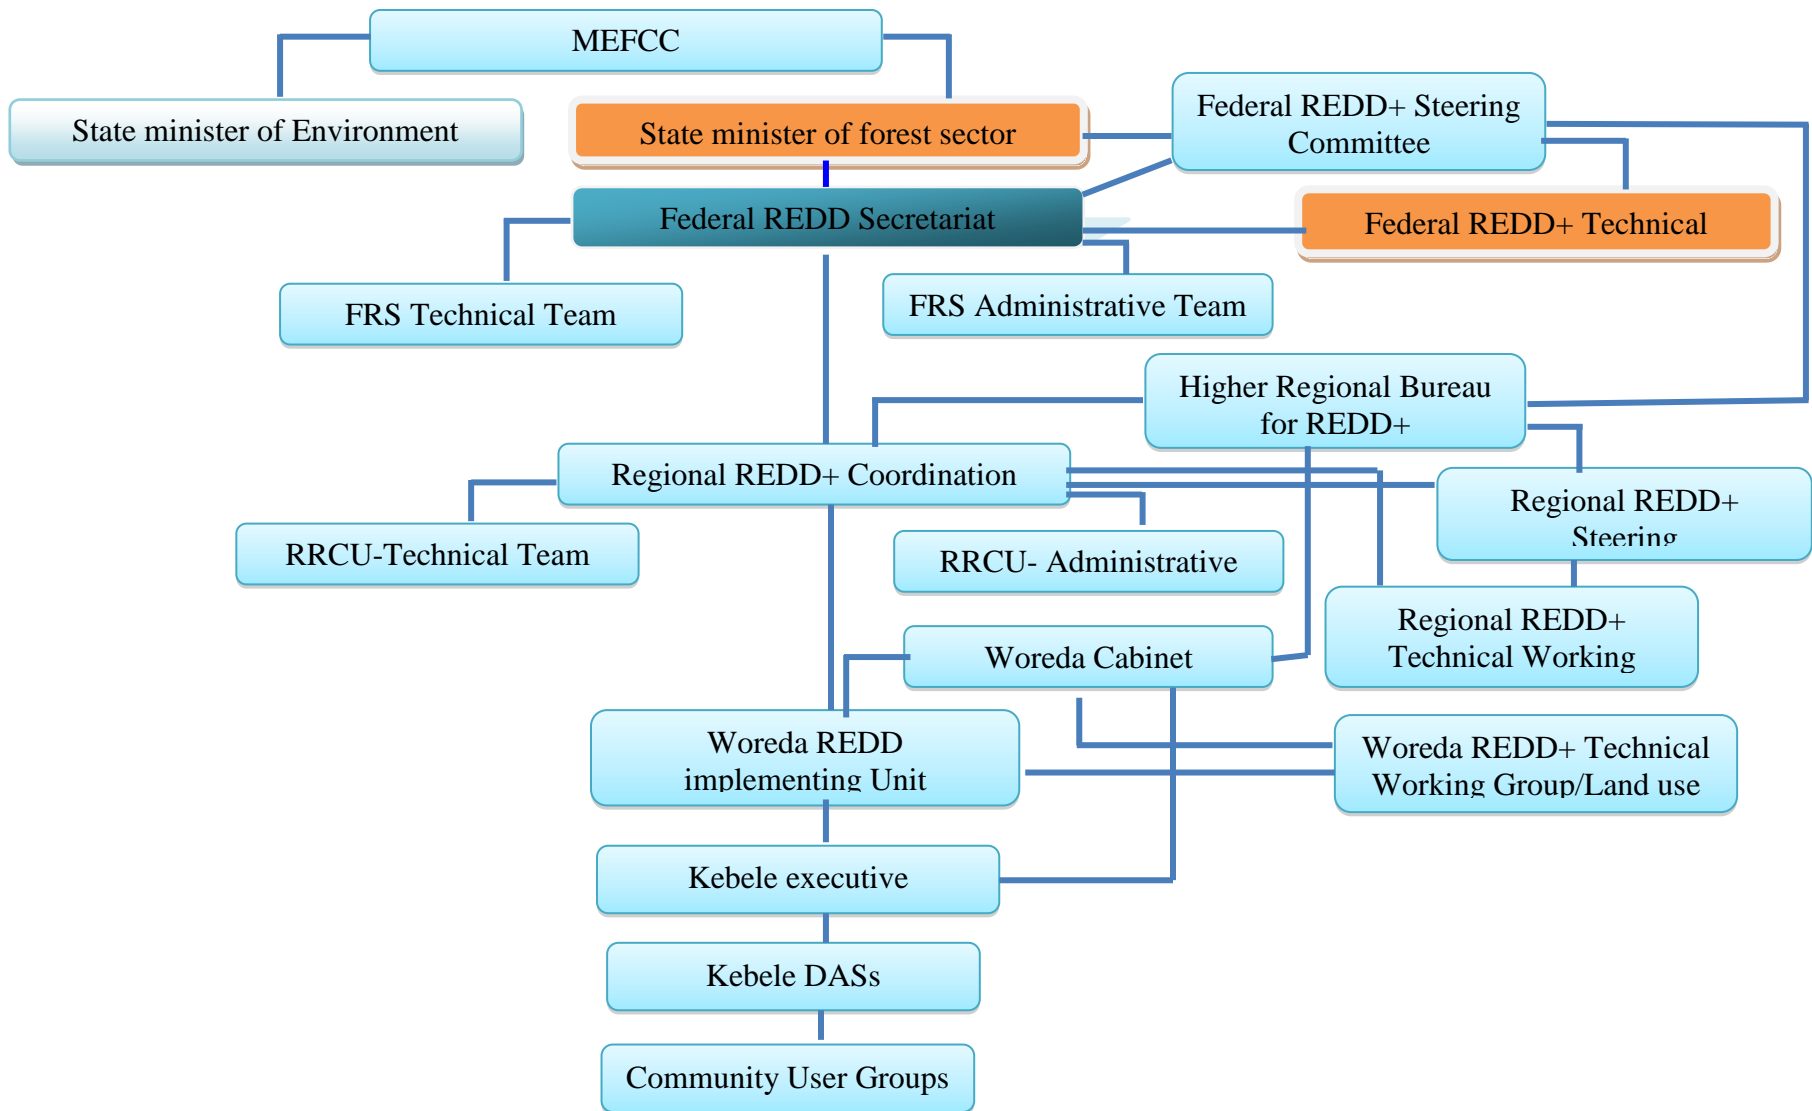 MEFCC
State minister of Environment
State minister of forest sector
Federal REDD+ Steering
Committee
Federal REDD Secretariat
Federal REDD+ Technical
FRS Technical Team
FRS Administrative Team
Higher Regional Bureau
for REDD+
Regional REDD+ Coordination
Regional REDD+
Steering
RRCU-Technical Team
RRCU- Administrative
Regional REDD+
Technical Working
Woreda Cabinet
Woreda REDD
implementing Unit
Woreda REDD+ Technical
Working Group/Land use
Kebele executive
Kebele DASs
Community User Groups